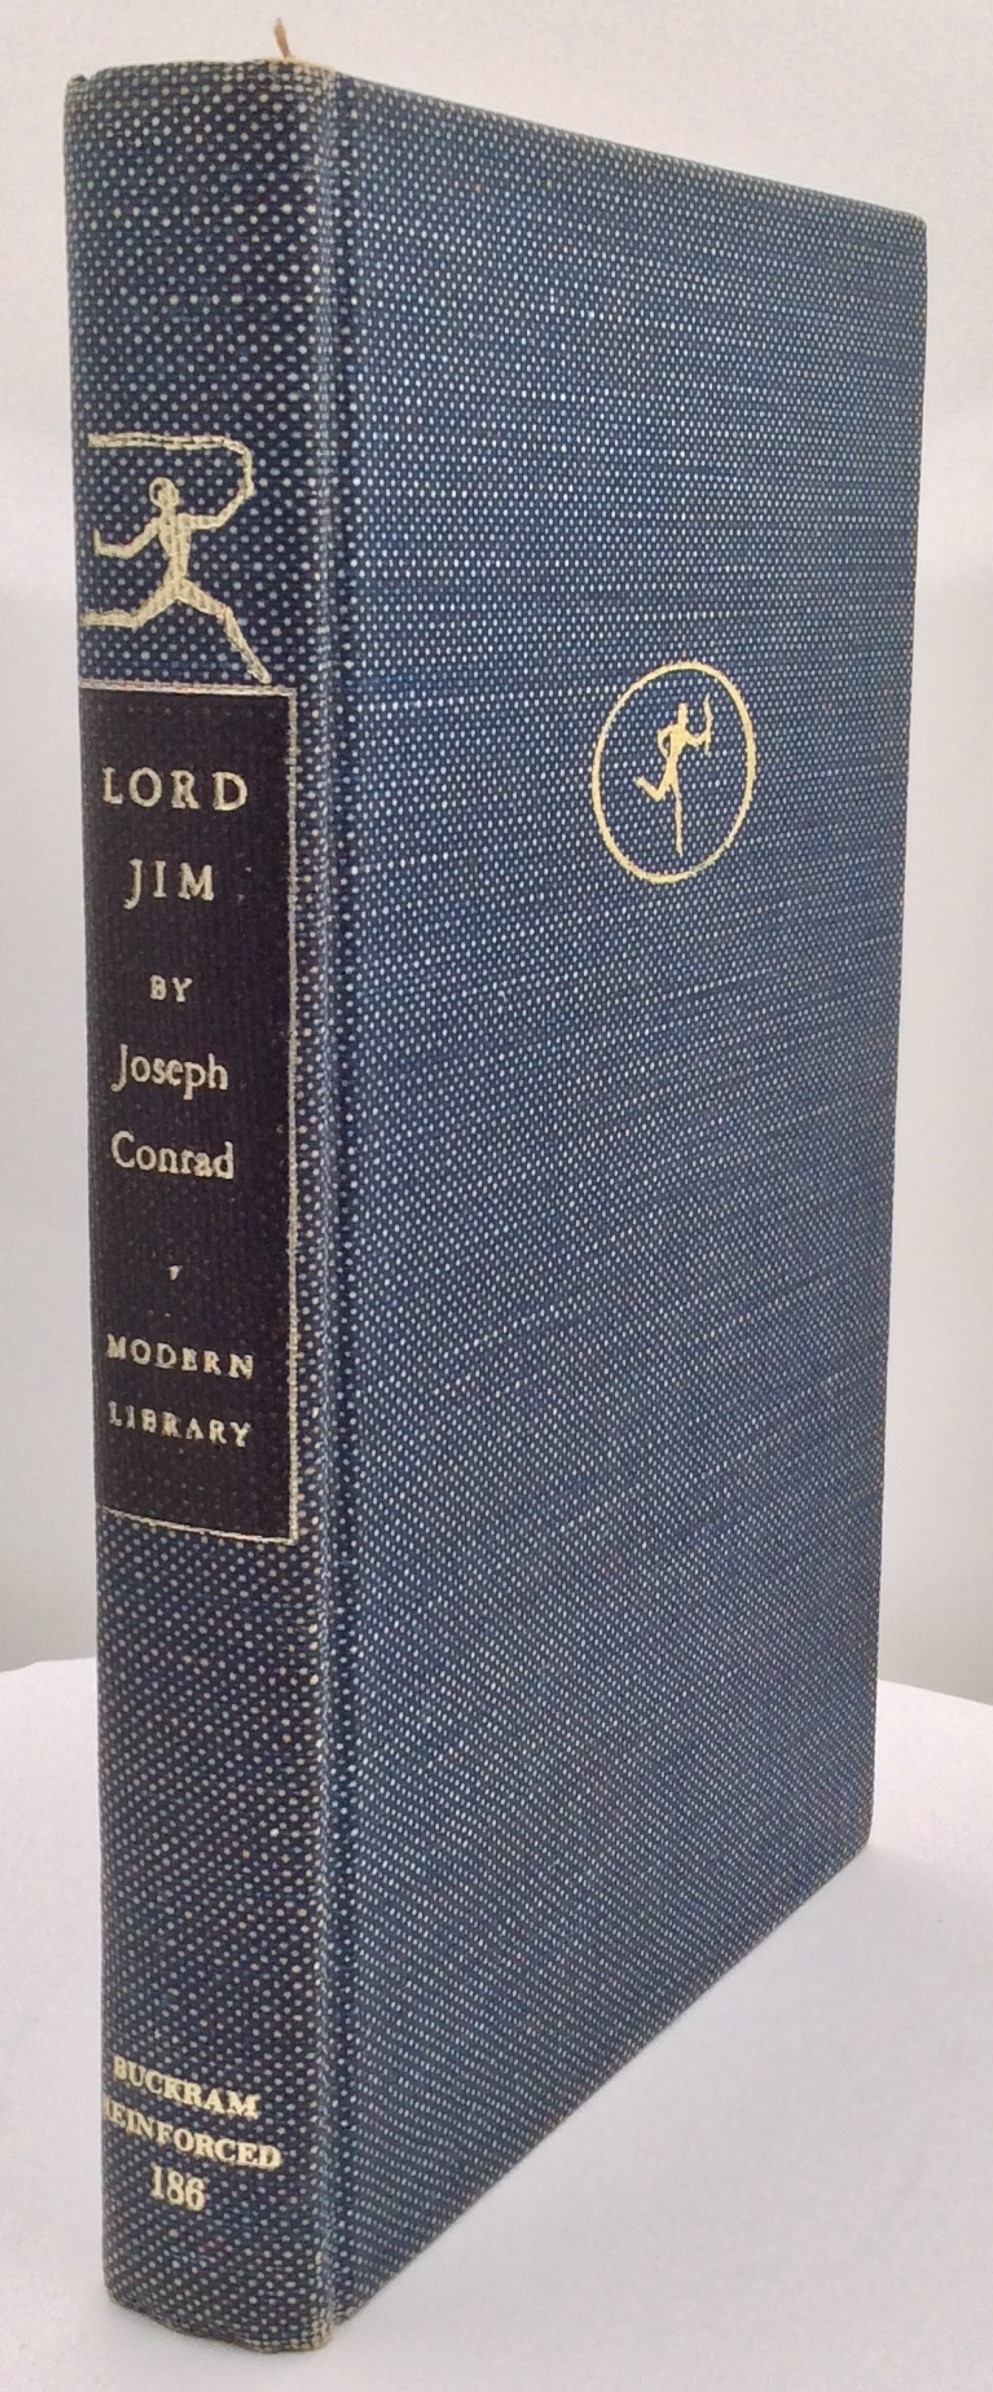 LORD
JIM
BY
Joseph
Conrad
MODERN
LIBRARY
BUCKRAM
REINFORCED
186